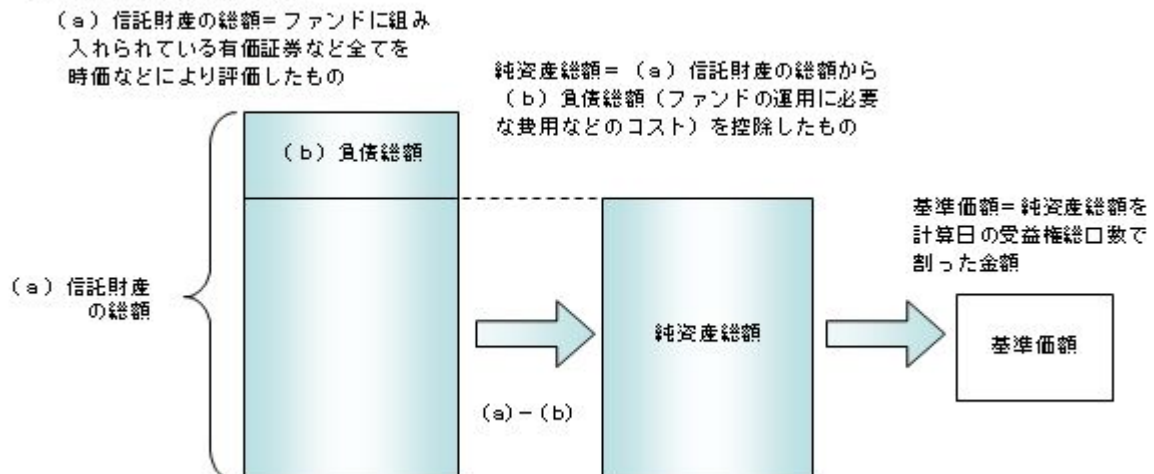 （a）信託財産の総額＝ファンドに組み
入れられている有価証券など全てを
時価などにより評価したもの
純資産総額＝（a）信託財産の総額から
（b）負債総額（ファンドの運用に必要
な費用などのコスト）を控除したもの
（b）負債総額
基準価額＝純資産総額を
計算日の受益権総口数で
割った金額
（a）信託財産
の総額
純資産総額
基準価額
（a）－（b）